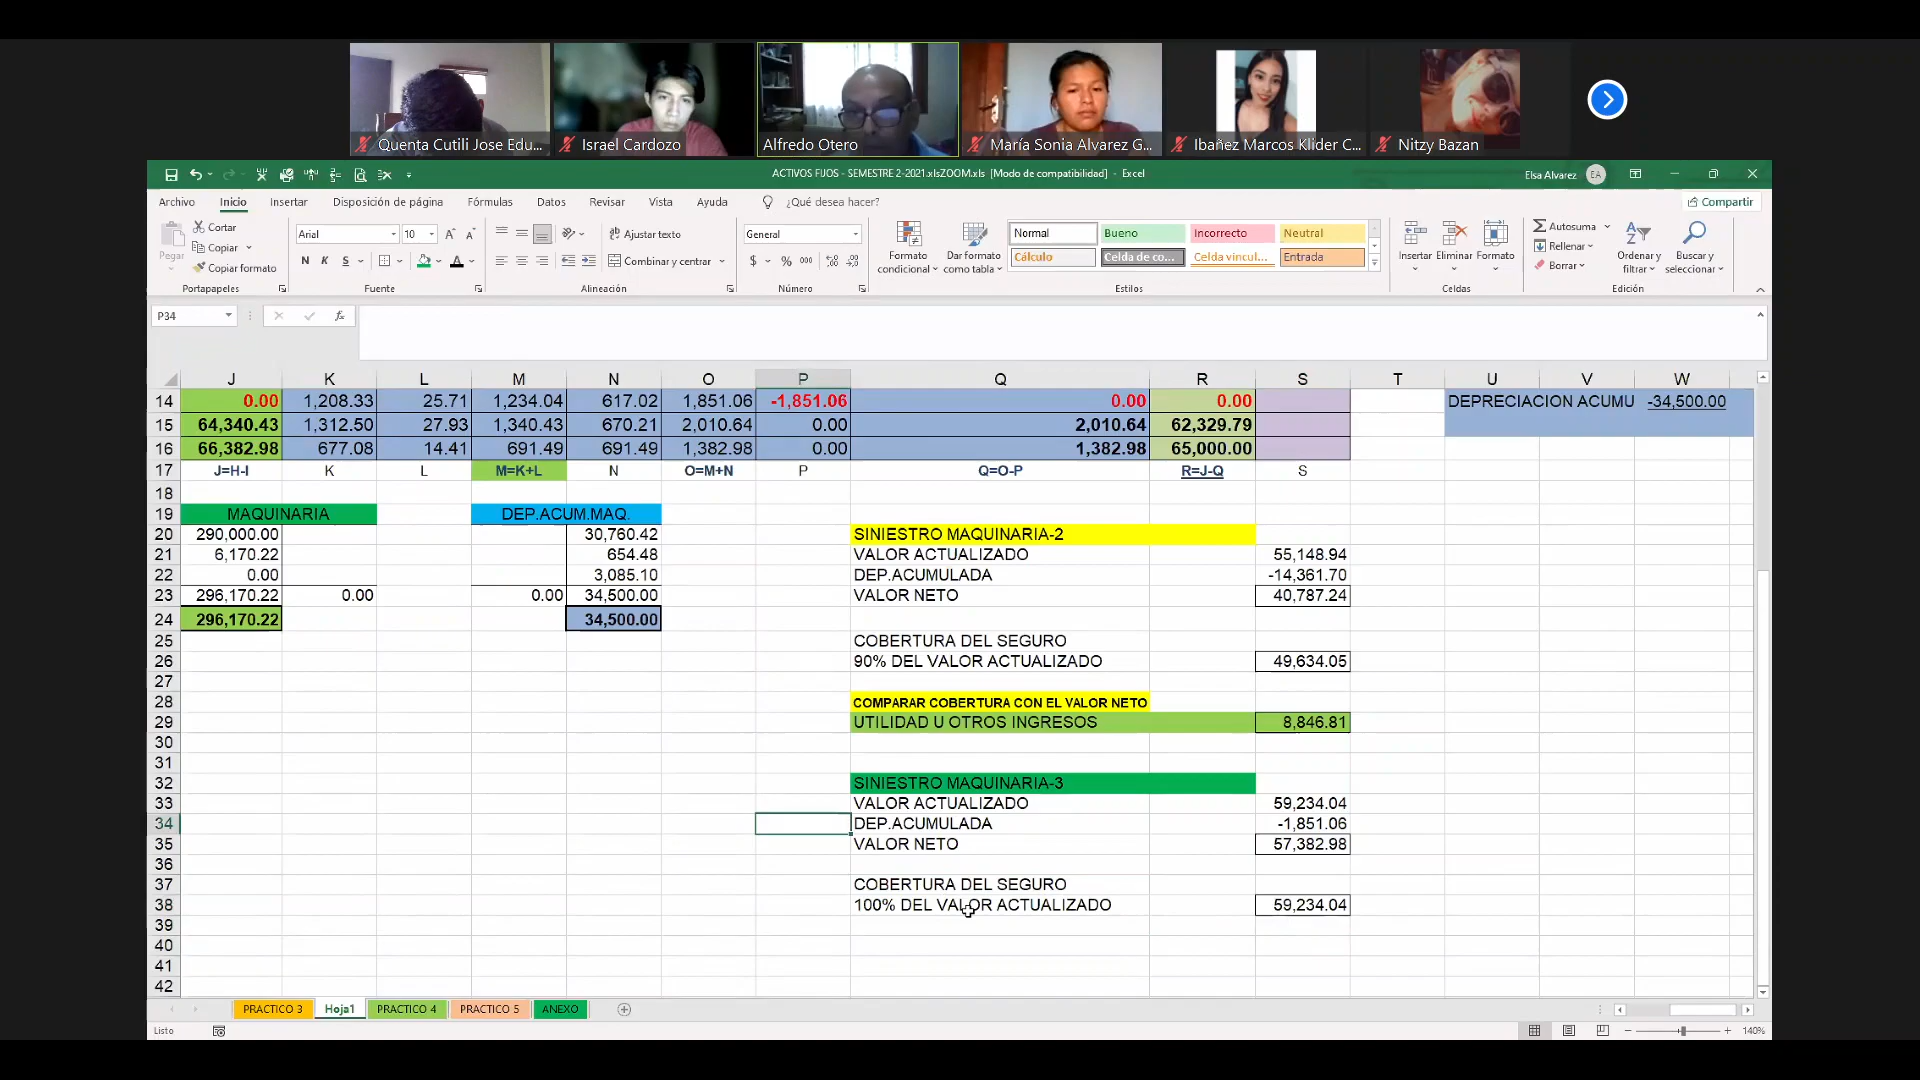 Quenta Cutili Jose Edu...
Israel Cardozo
Alfredo Otero
María Sonia Alvarez G...
Ibañez Marcos Klider C...
Nitzy Bazan
ACTIVOS FIJOS - SEMESTRE 2-2021.xlsZOOM.xls [Modo de compatibilidad] - Excel
Elsa Alvarez EA
Archivo Inicio Insertar Disposición de página Fórmulas Datos Revisar Vista Ayuda ¿Qué desea hacer? Compartir
Pegar Cortar Copiar Copiar formato
Arial 10
N K S
Ajustar texto
Combinar y centrar
General
$ % 000
Formato condicional Dar formato como tabla
Normal Bueno Incorrecto Neutral
Cálculo Celda de co... Celda vincul... Entrada
Insertar Eliminar Formato
Autosuma Rellenar Borrar
Ordenar y filtrar Buscar y seleccionar
Portapapeles Fuente Alineación Número Estilos Celdas Edición
P34 fx
J K L M N O P Q R S T U V W
14 0.00 1,208.33 25.71 1,234.04 617.02 1,851.06 -1,851.06 0.00 0.00 DEPRECIACION ACUMU -34,500.00
15 64,340.43 1,312.50 27.93 1,340.43 670.21 2,010.64 0.00 2,010.64 62,329.79
16 66,382.98 677.08 14.41 691.49 691.49 1,382.98 0.00 1,382.98 65,000.00
17 J=H-I K L M=K+L N O=M+N P Q=O-P R=J-Q S
18
19 MAQUINARIA DEP.ACUM.MAQ.
20 290,000.00 30,760.42 SINIESTRO MAQUINARIA-2
21 6,170.22 654.48 VALOR ACTUALIZADO 55,148.94
22 0.00 3,085.10 DEP.ACUMULADA -14,361.70
23 296,170.22 0.00 0.00 34,500.00 VALOR NETO 40,787.24
24 296,170.22 34,500.00
25 COBERTURA DEL SEGURO
26 90% DEL VALOR ACTUALIZADO 49,634.05
27
28 COMPARAR COBERTURA CON EL VALOR NETO
29 UTILIDAD U OTROS INGRESOS 8,846.81
30
31
32 SINIESTRO MAQUINARIA-3
33 VALOR ACTUALIZADO 59,234.04
34 DEP.ACUMULADA -1,851.06
35 VALOR NETO 57,382.98
36
37 COBERTURA DEL SEGURO
38 100% DEL VALOR ACTUALIZADO 59,234.04
39
40
41
42
PRACTICO 3 Hoja1 PRACTICO 4 PRACTICO 5 ANEXO
Listo 140%